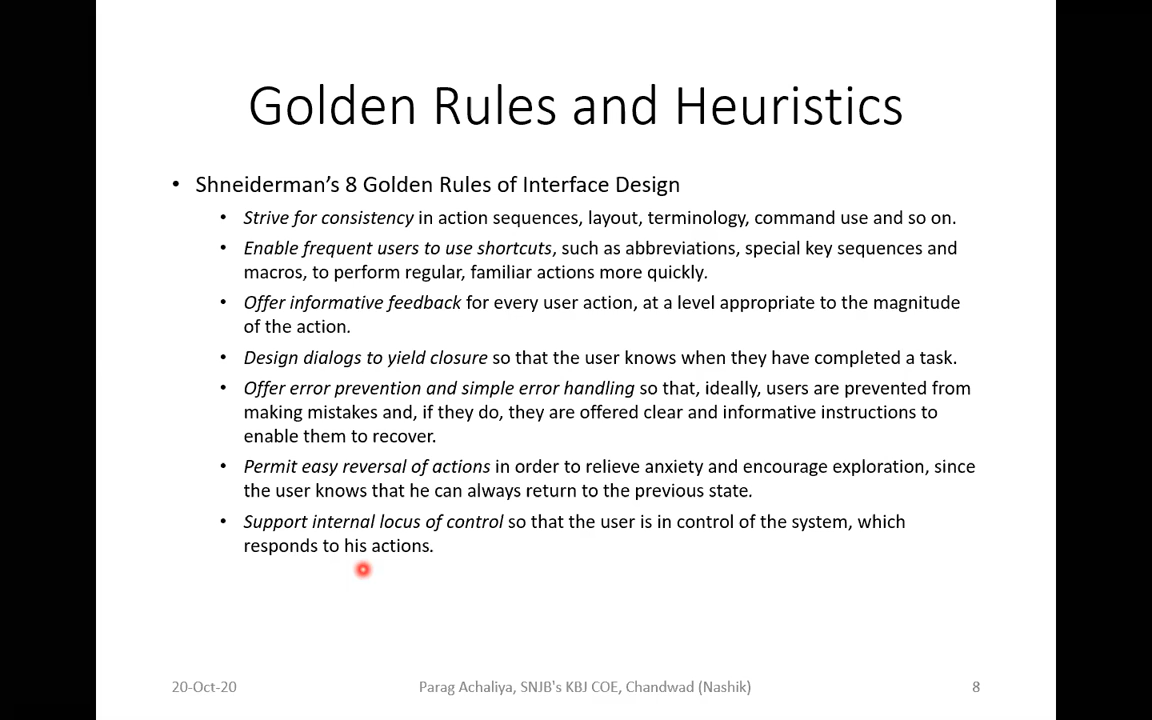 Golden Rules and Heuristics
• Shneiderman’s 8 Golden Rules of Interface Design
• Strive for consistency in action sequences, layout, terminology, command use and so on.
• Enable frequent users to use shortcuts, such as abbreviations, special key sequences and
macros, to perform regular, familiar actions more quickly.
• Offer informative feedback for every user action, at a level appropriate to the magnitude
of the action.
• Design dialogs to yield closure so that the user knows when they have completed a task.
• Offer error prevention and simple error handling so that, ideally, users are prevented from
making mistakes and, if they do, they are offered clear and informative instructions to
enable them to recover.
• Permit easy reversal of actions in order to relieve anxiety and encourage exploration, since
the user knows that he can always return to the previous state.
• Support internal locus of control so that the user is in control of the system, which
responds to his actions.
20-Oct-20 Parag Achaliya, SNJB's KBJ COE, Chandwad (Nashik) 8